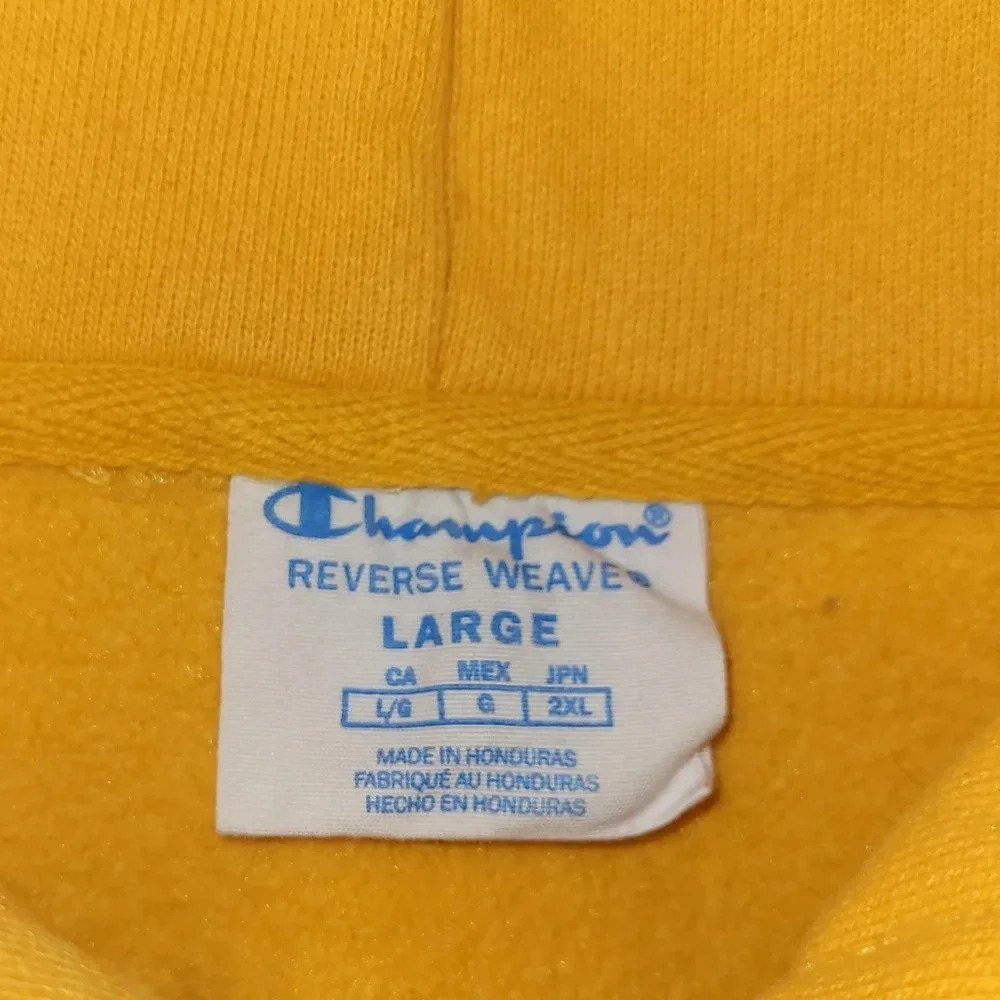 Champion®
REVERSE WEAVE®
LARGE
CA MEX JPN
L/G G 2XL
MADE IN HONDURAS
FABRIQUÉ AU HONDURAS
HECHO EN HONDURAS